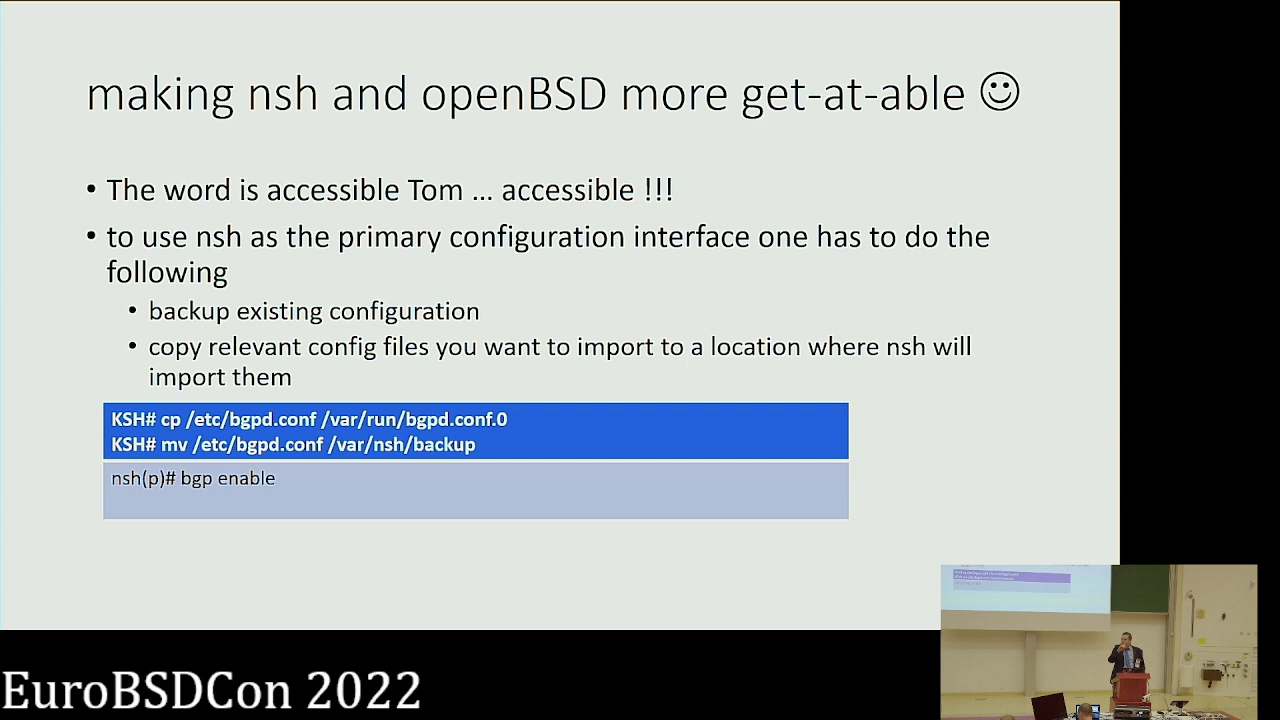 making nsh and openBSD more get-at-able ☺
• The word is accessible Tom ... accessible !!!
• to use nsh as the primary configuration interface one has to do the
following
• backup existing configuration
• copy relevant config files you want to import to a location where nsh will
import them
KSH# cp /etc/bgpd.conf /var/run/bgpd.conf.0
KSH# mv /etc/bgpd.conf /var/nsh/backup
nsh(p)# bgp enable
EuroBSDCon 2022